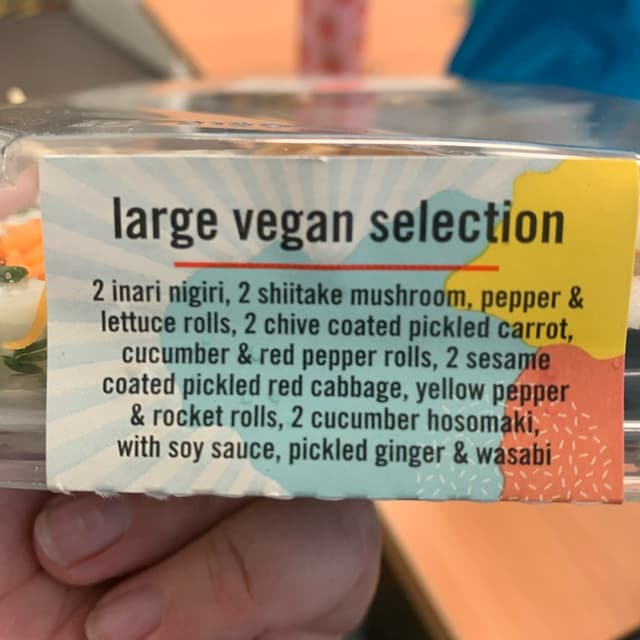 large vegan selection
2 inari nigiri, 2 shiitake mushroom, pepper &
lettuce rolls, 2 chive coated pickled carrot,
cucumber & red pepper rolls, 2 sesame
coated pickled red cabbage, yellow pepper
& rocket rolls, 2 cucumber hosomaki,
with soy sauce, pickled ginger & wasabi